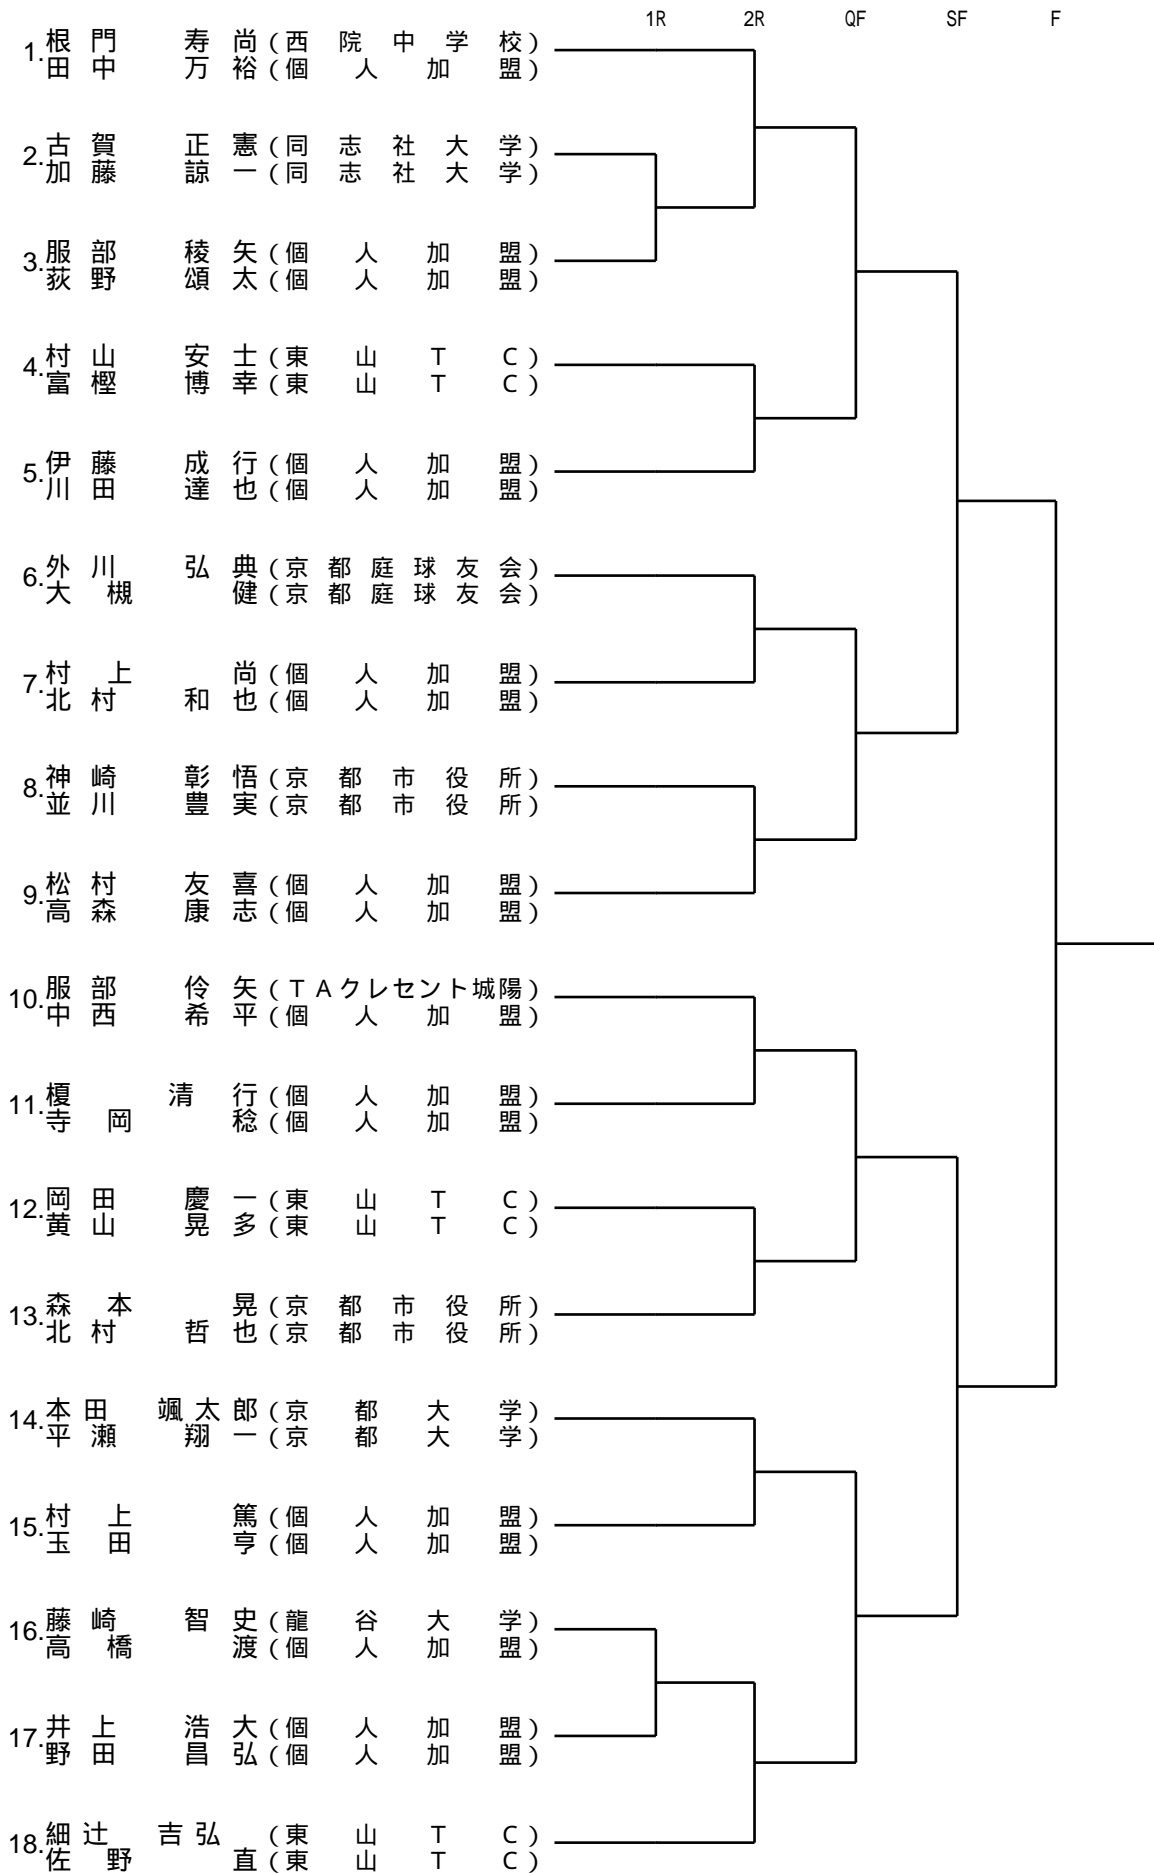 1R 2R QF SF F
1. 根門 寿尚 (西院中学校)
田中 万裕 (個人加盟)
2. 古賀 正憲 (同志社大学)
加藤 諒一 (同志社大学)
3. 服部 稜矢 (個人加盟)
荻野 頌太 (個人加盟)
4. 村山 安士 (東山TC)
富樫 博幸 (東山TC)
5. 伊藤 成行 (個人加盟)
川田 達也 (個人加盟)
6. 外川 弘典 (京都庭球友会)
大槻 健 (京都庭球友会)
7. 村上 尚 (個人加盟)
北村 和也 (個人加盟)
8. 神崎 彰悟 (京都市役所)
並川 豊実 (京都市役所)
9. 松村 友喜 (個人加盟)
高森 康志 (個人加盟)
10. 服部 伶矢 (TAクレセント城陽)
中西 希平 (個人加盟)
11. 榎 清行 (個人加盟)
寺岡 稔 (個人加盟)
12. 岡田 慶一 (東山TC)
黄山 晃多 (東山TC)
13. 森本 晃 (京都市役所)
北村 哲也 (京都市役所)
14. 本田 颯太郎 (京都大学)
平瀬 翔一 (京都大学)
15. 村上 篤 (個人加盟)
玉田 亨 (個人加盟)
16. 藤崎 智史 (龍谷大学)
高橋 渡 (個人加盟)
17. 井上 浩大 (個人加盟)
野田 昌弘 (個人加盟)
18. 細辻 吉弘 (東山TC)
佐野 直 (東山TC)